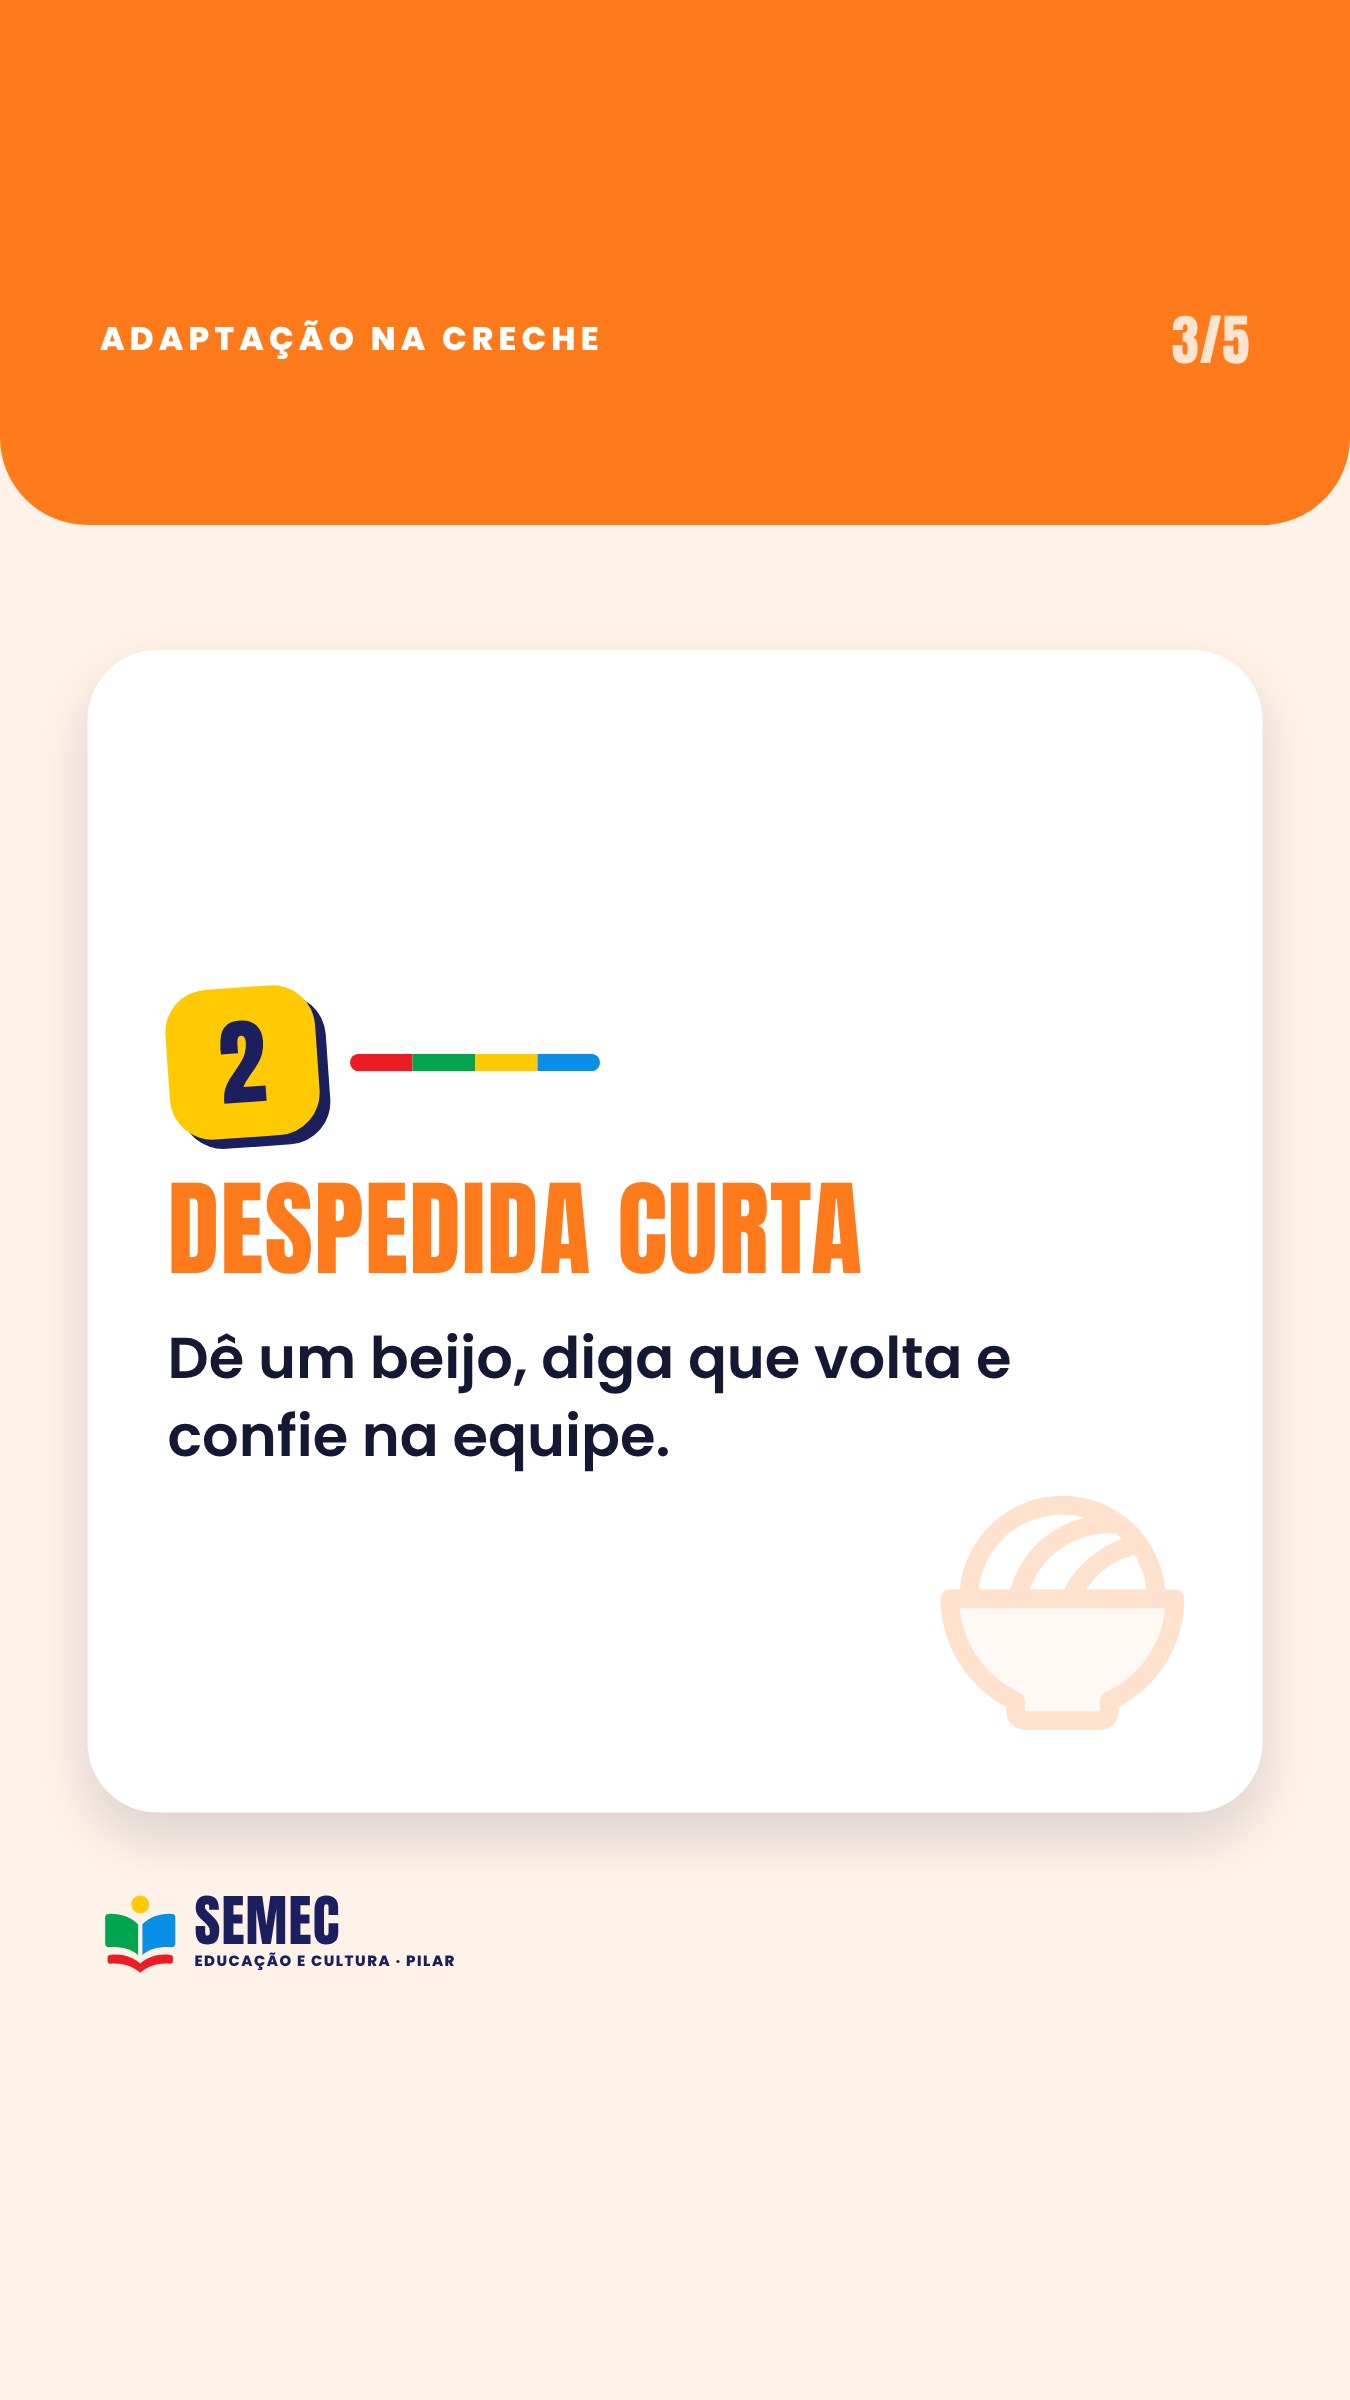 ADAPTAÇÃO NA CRECHE
3/5
2
DESPEDIDA CURTA
Dê um beijo, diga que volta e
confie na equipe.
SEMEC
EDUCAÇÃO E CULTURA · PILAR